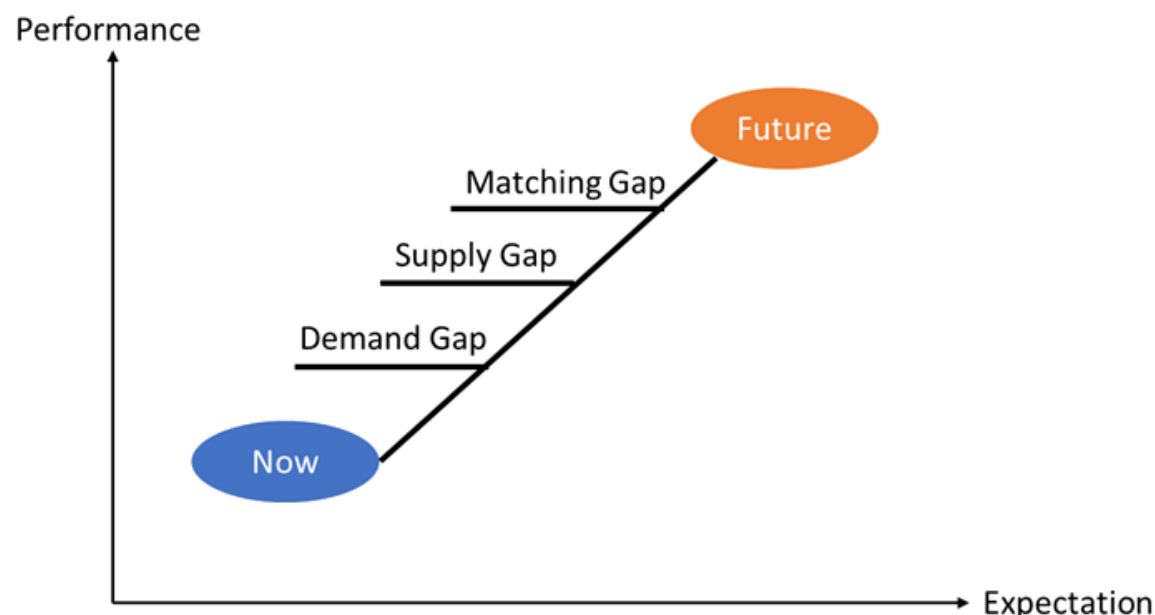 Performance
Future
Matching Gap
Supply Gap
Demand Gap
Now
Expectation